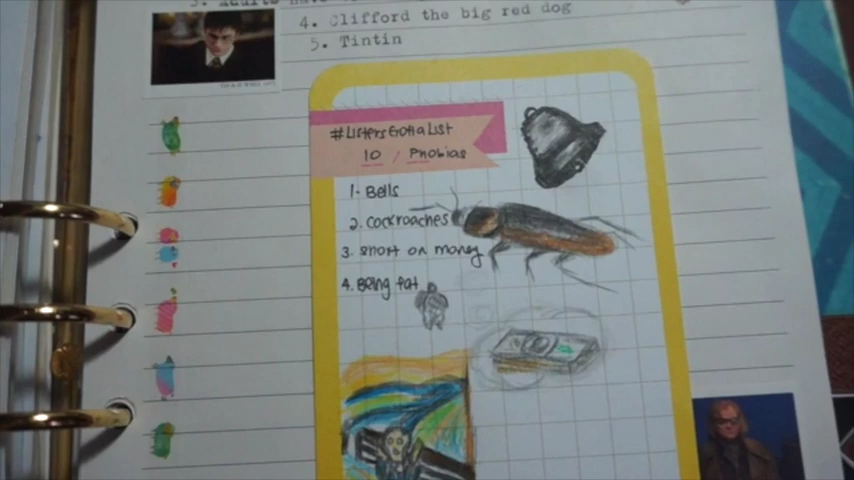 4. Clifford the big red dog
5. Tintin
#ListersGottaList
10 / Phobias
1. Bells
2. Cockroaches
3. Short on money
4. Being fat